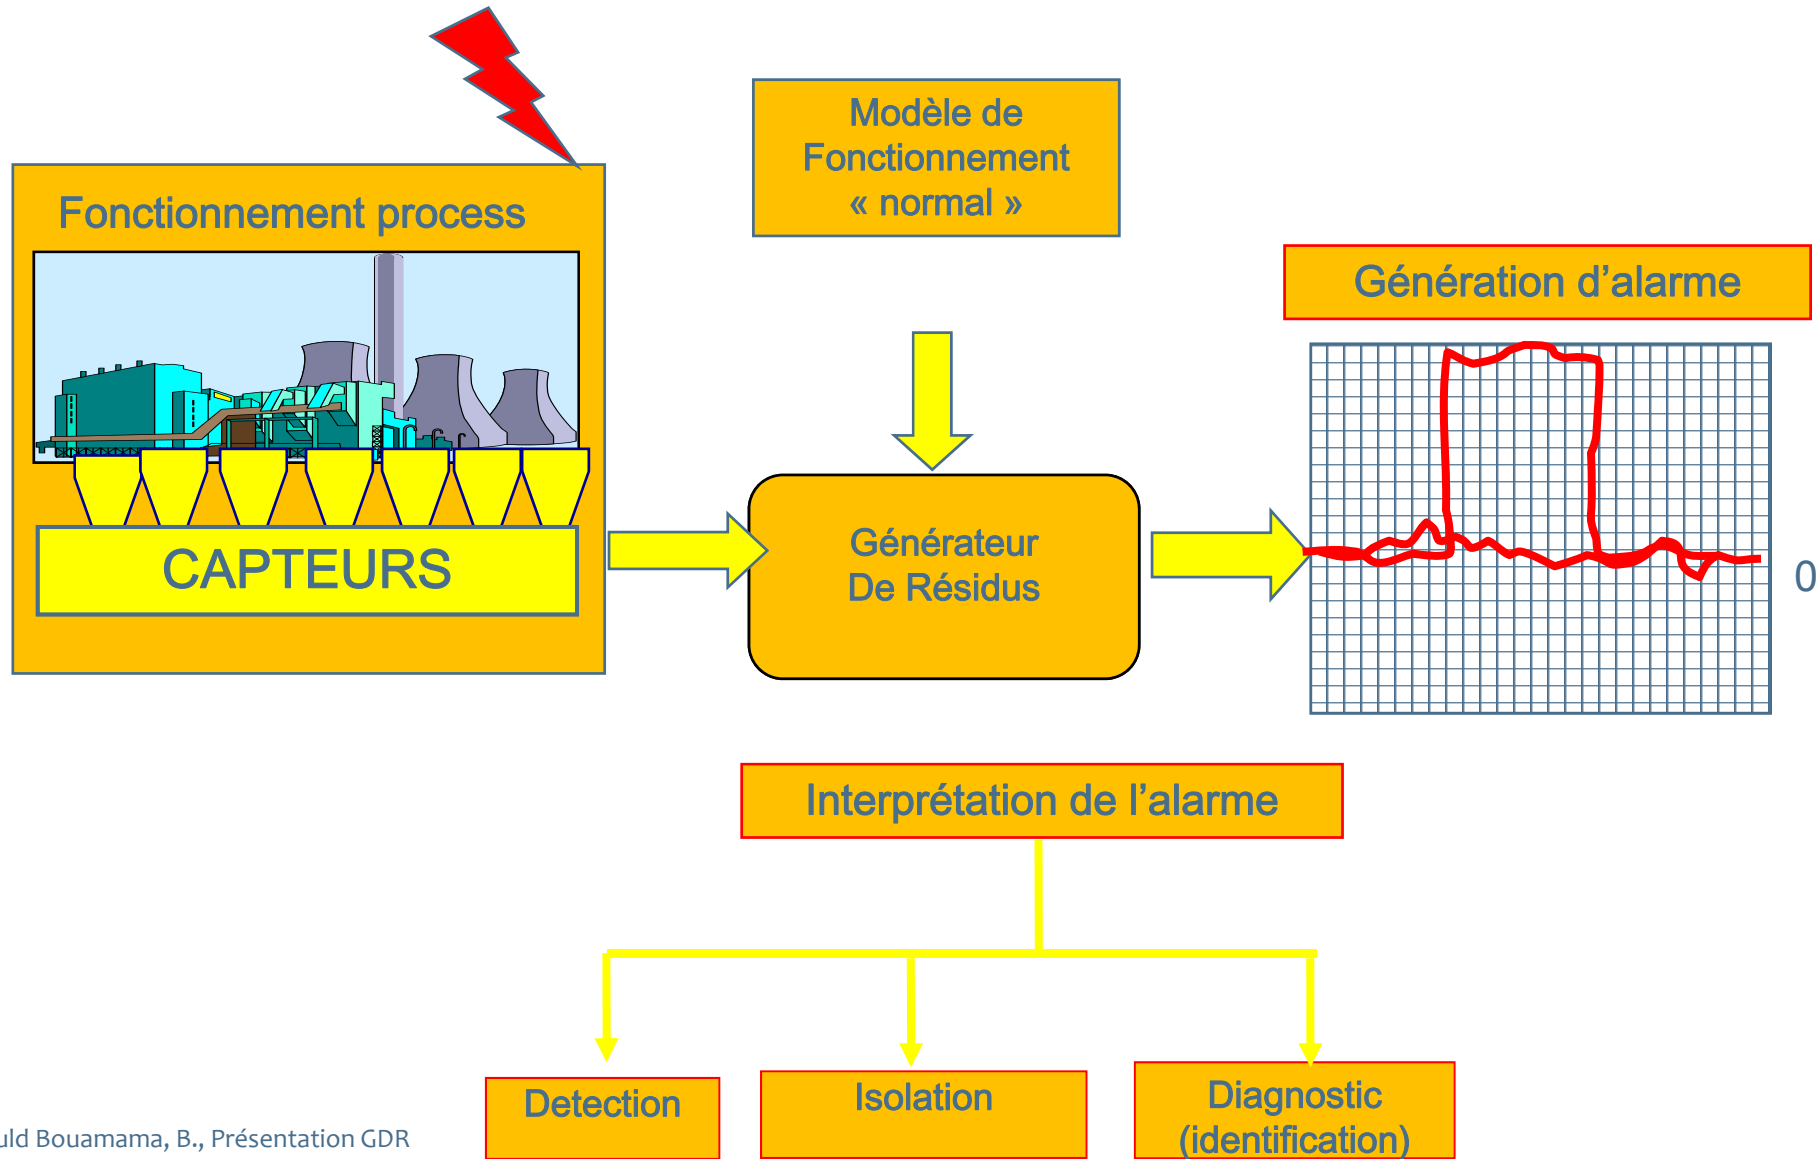 Fonctionnement process
CAPTEURS
Modèle de
Fonctionnement
« normal »
Générateur
De Résidus
Génération d’alarme
0
Interprétation de l’alarme
Detection
Isolation
Diagnostic
(identification)
uld Bouamama, B., Présentation GDR